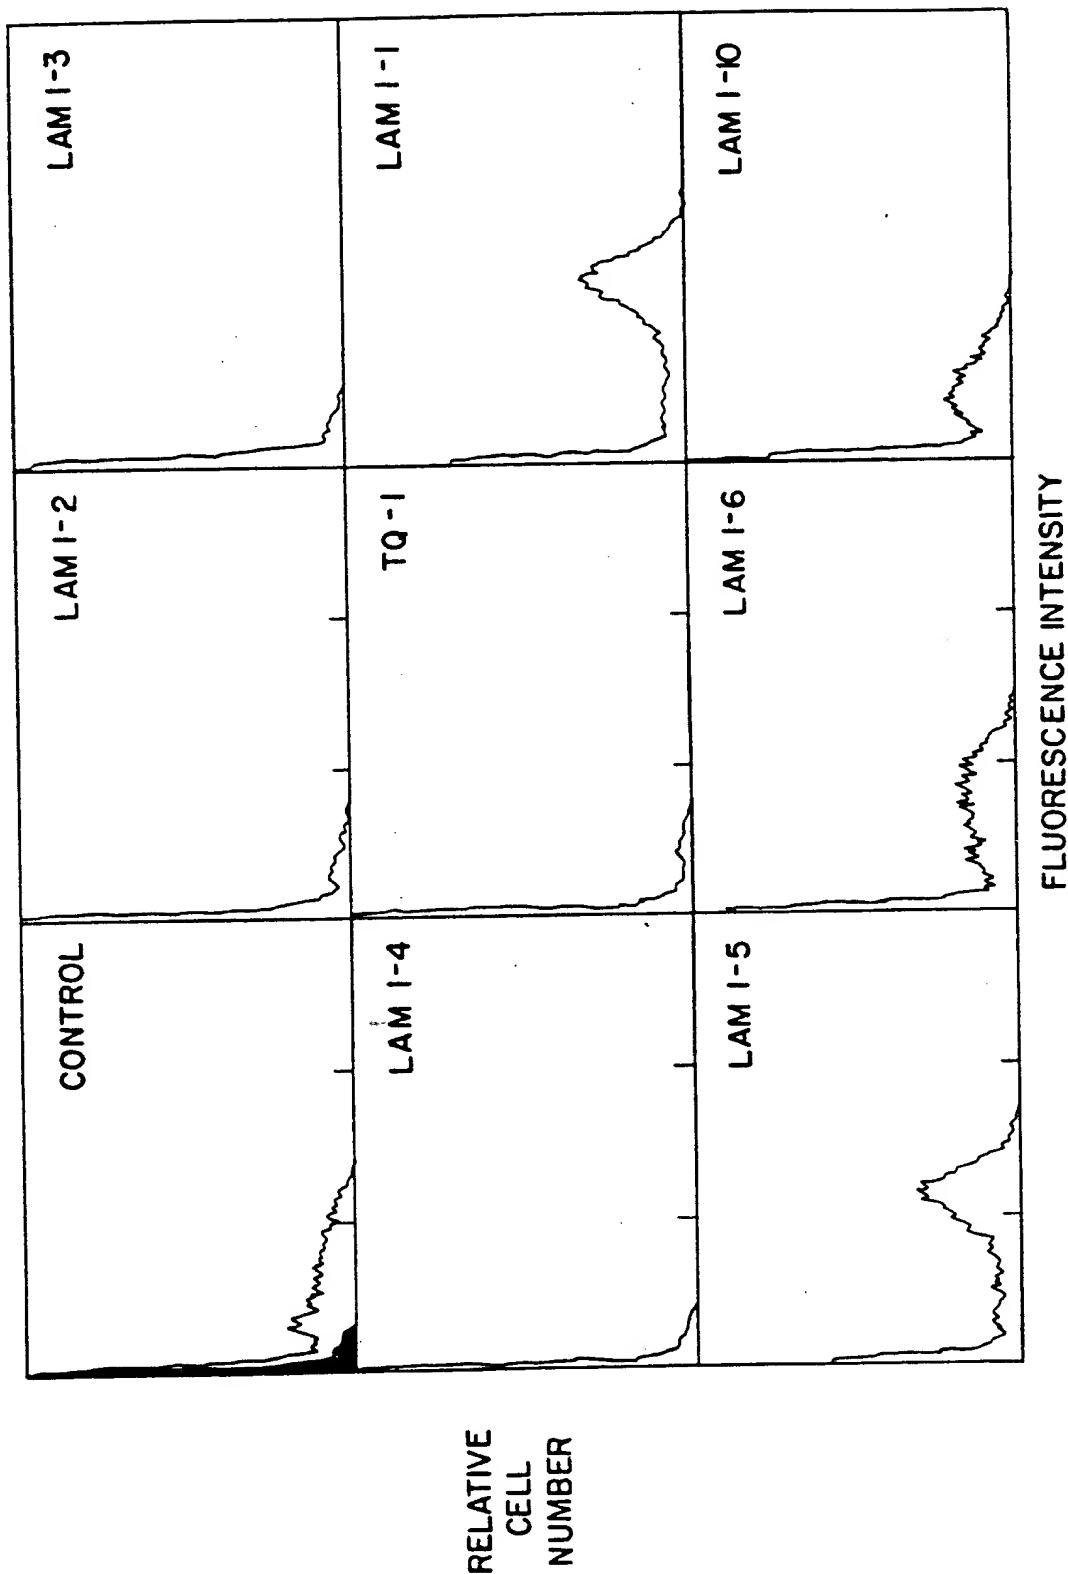 CONTROL
LAM 1-2
LAM 1-3
LAM 1-4
TQ-1
LAM 1-1
LAM 1-5
LAM 1-6
LAM 1-10
RELATIVE
CELL
NUMBER
FLUORESCENCE INTENSITY